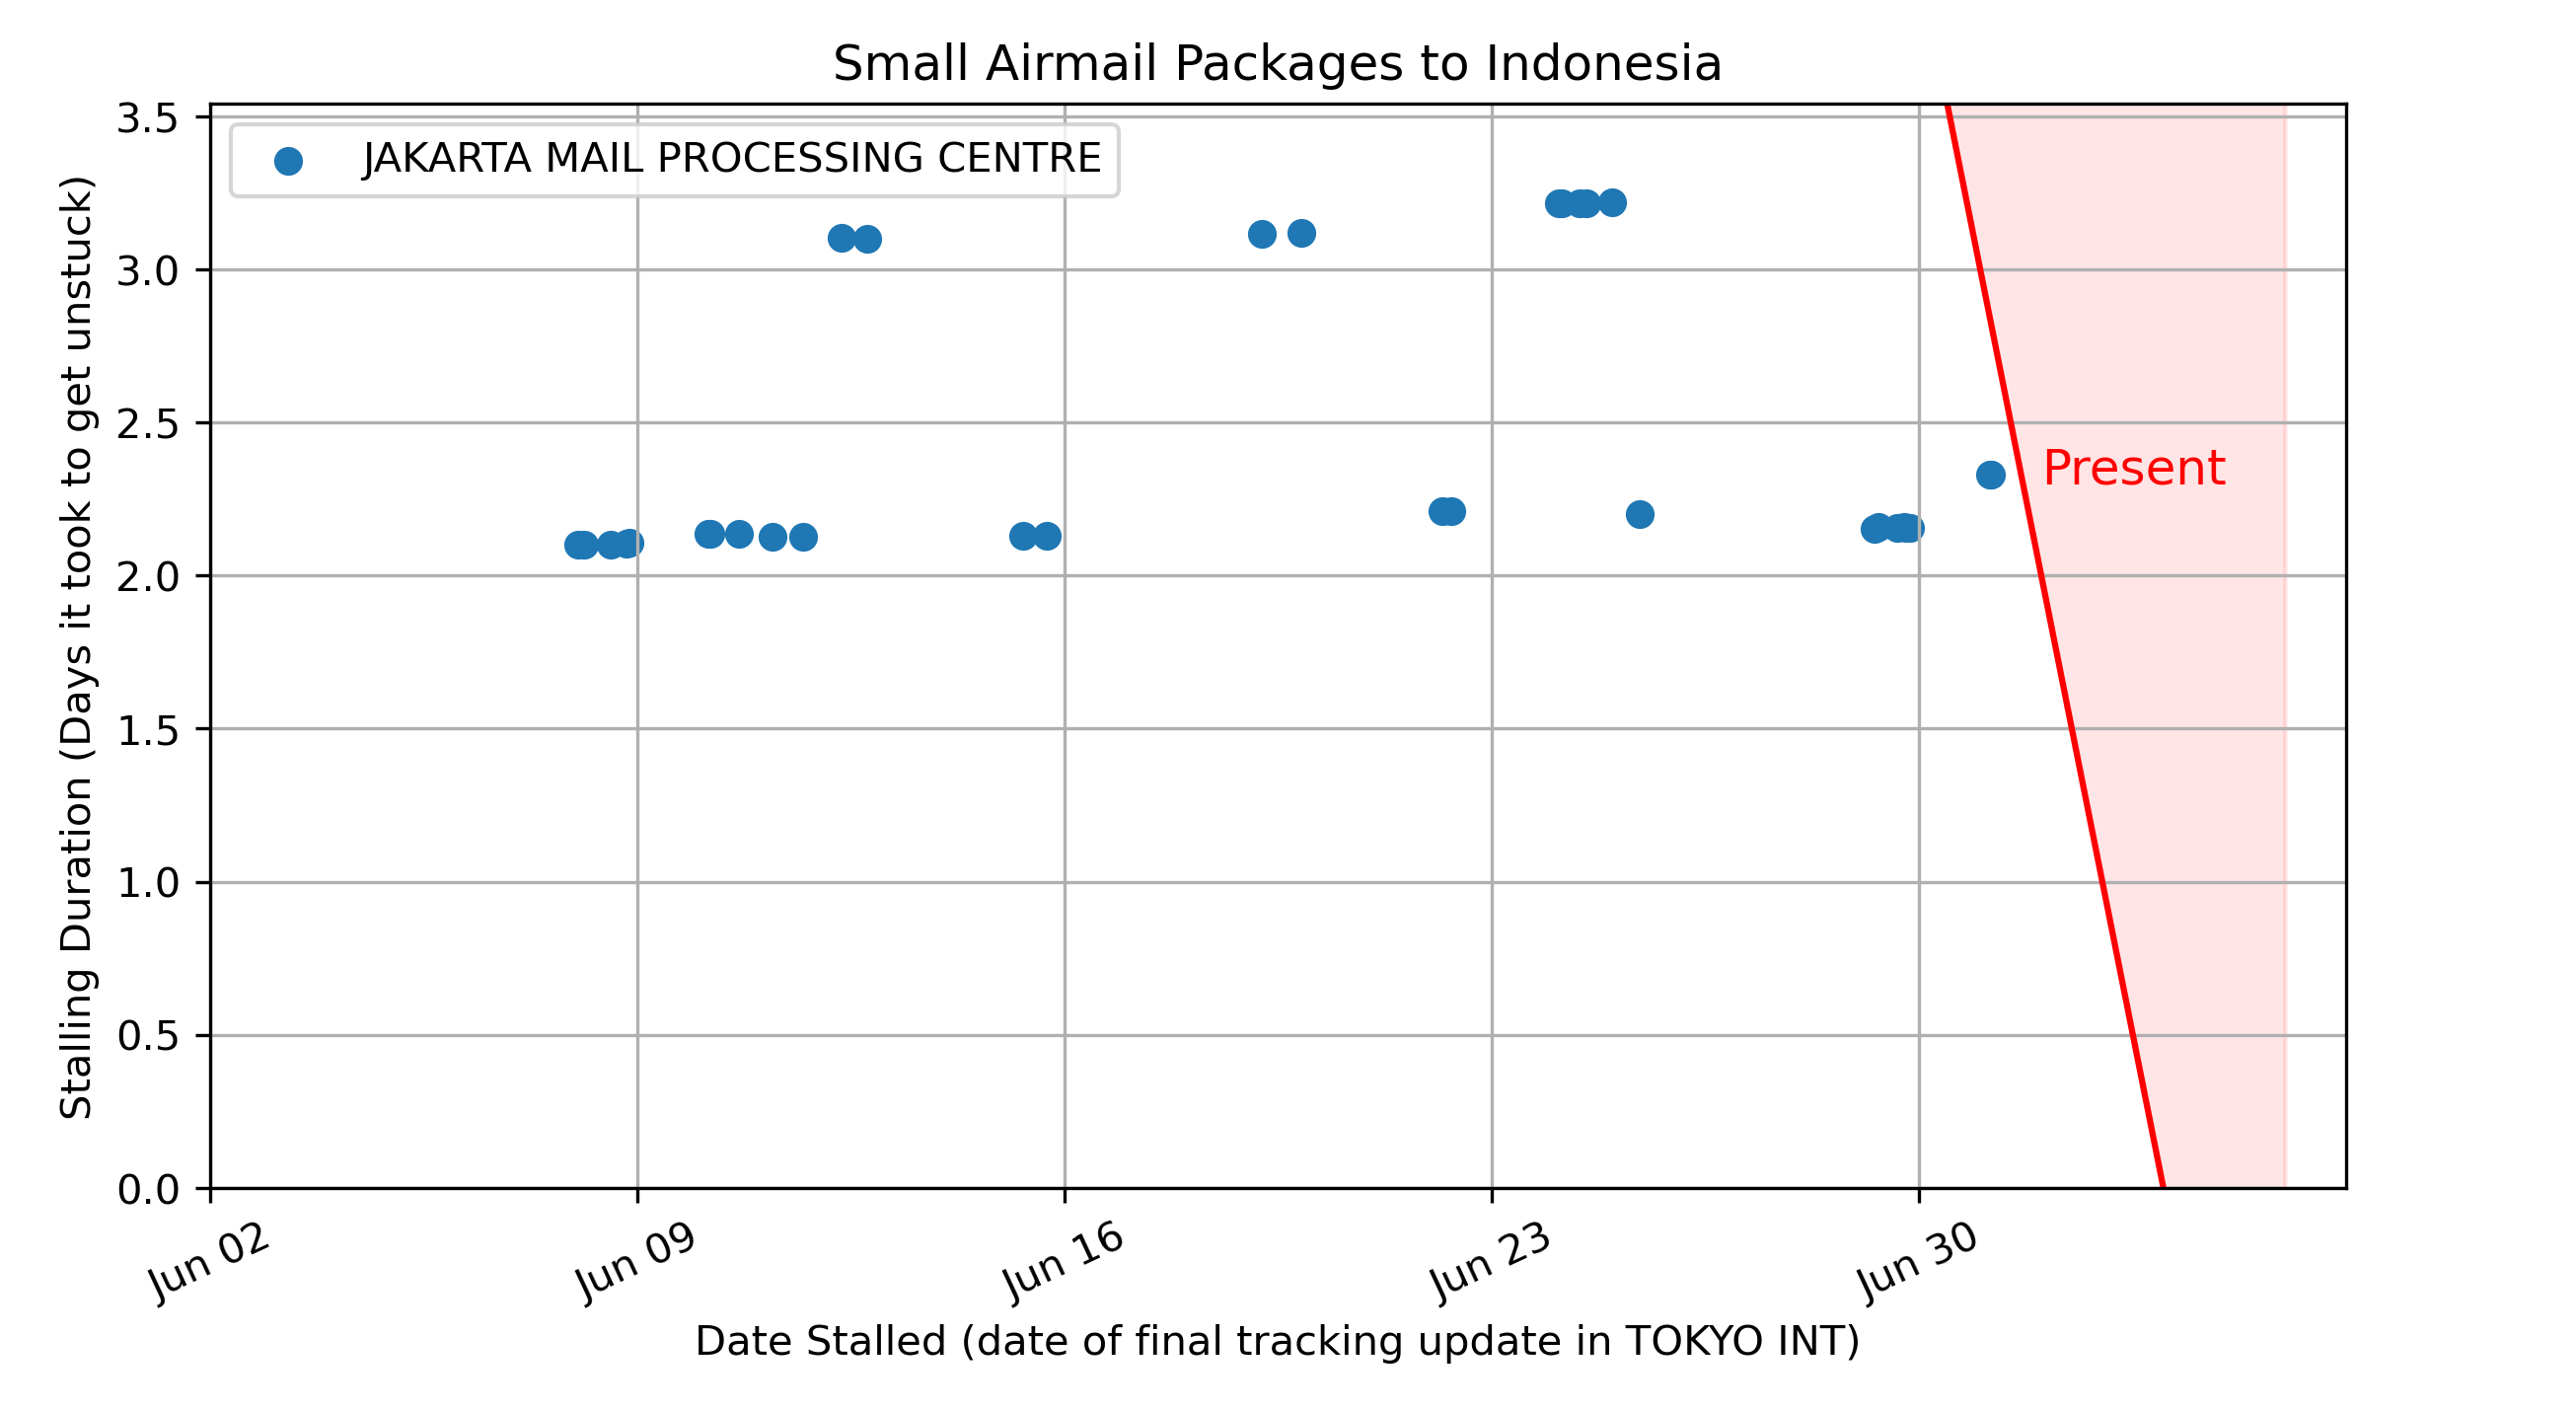 Small Airmail Packages to Indonesia
JAKARTA MAIL PROCESSING CENTRE
Stalling Duration (Days it took to get unstuck)
3.5
3.0
2.5
2.0
1.5
1.0
0.5
0.0
Present
Jun 02
Jun 09
Jun 16
Jun 23
Jun 30
Date Stalled (date of final tracking update in TOKYO INT)